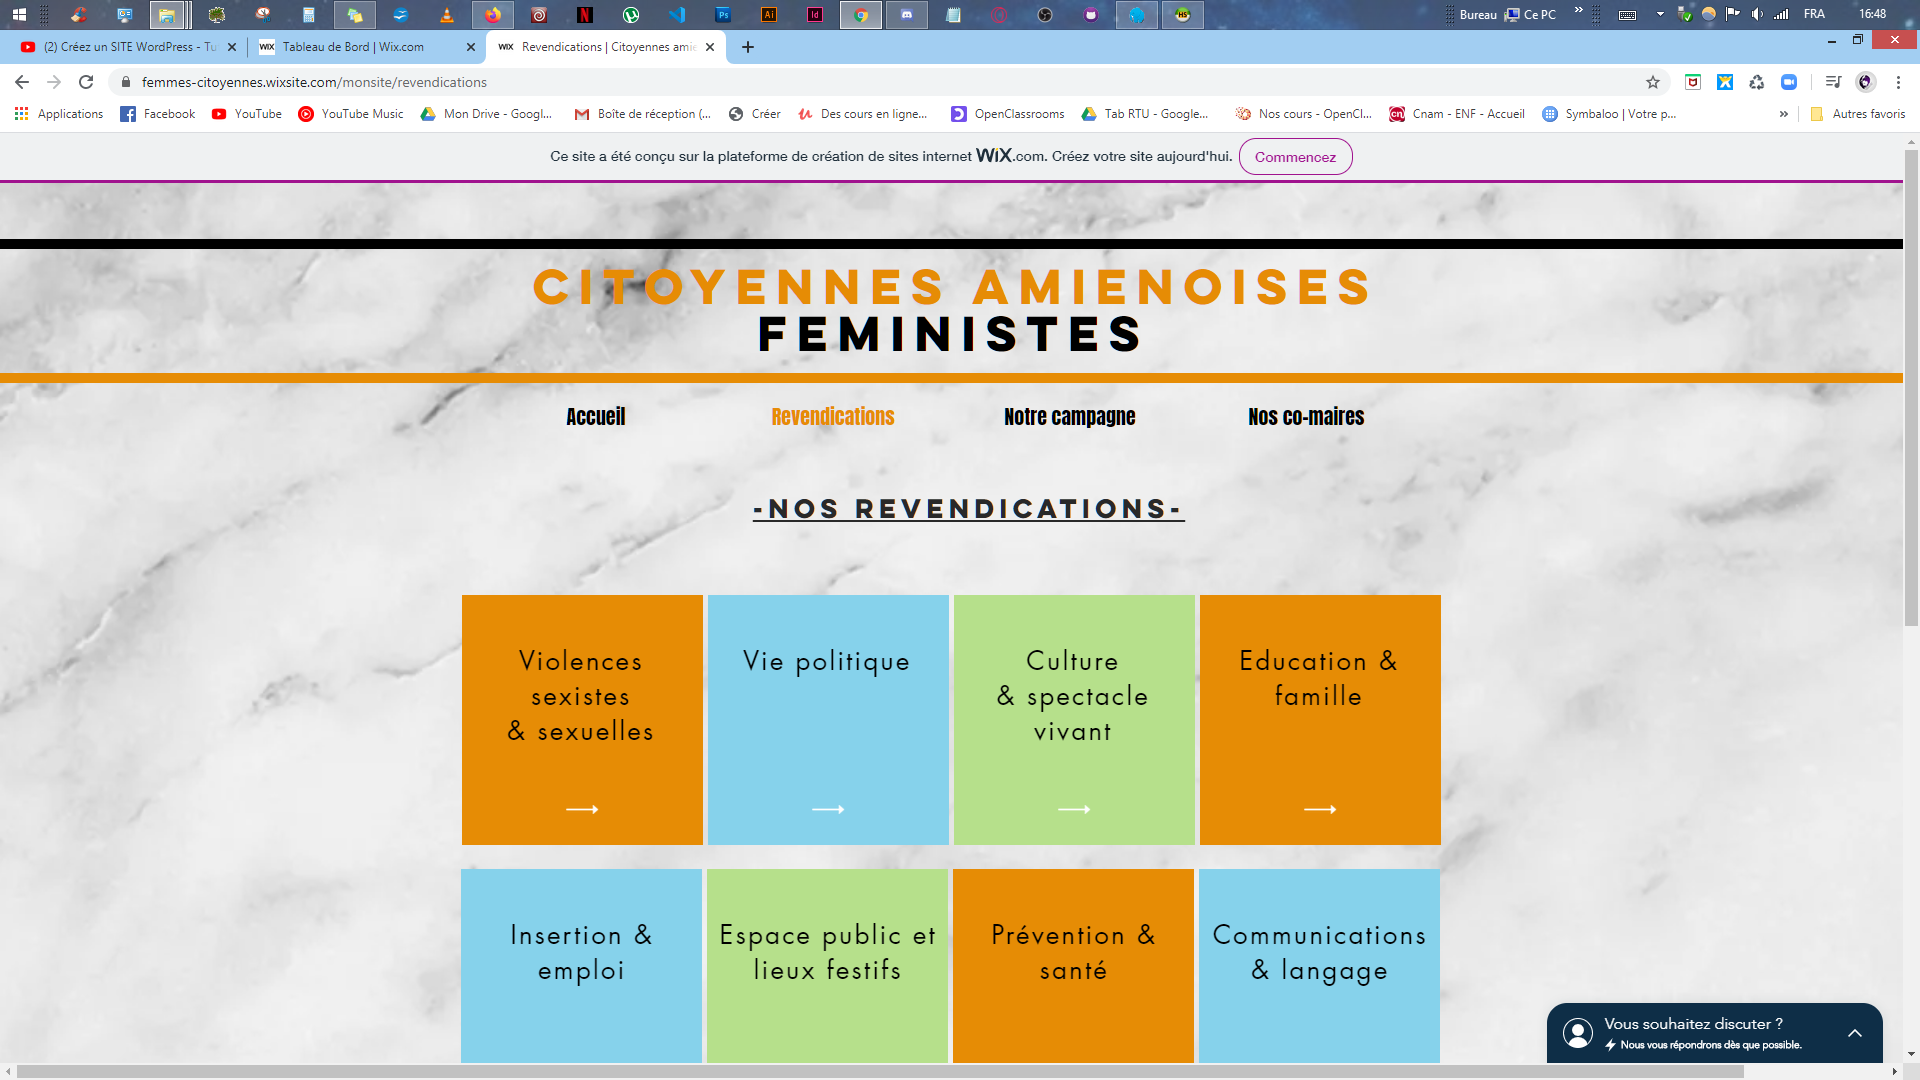 Bureau
Ce PC
»
FRA
16:48
(2) Créez un SITE WordPress - Tu
Tableau de Bord | Wix.com
Revendications | Citoyennes amie
femmes-citoyennes.wixsite.com/monsite/revendications
Applications
Facebook
YouTube
YouTube Music
Mon Drive - Googl...
Boîte de réception (...
Créer
Des cours en ligne...
OpenClassrooms
Tab RTU - Google...
Nos cours - OpenCl...
Cnam - ENF - Accueil
Symbaloo | Votre p...
»
Autres favoris
Ce site a été conçu sur la plateforme de création de sites internet WiX.com. Créez votre site aujourd'hui.
Commencez
CITOYENNES AMIENOISES
FEMINISTES
Accueil
Revendications
Notre campagne
Nos co-maires
-NOS REVENDICATIONS-
Violences
sexistes
& sexuelles
Vie politique
Culture
& spectacle
vivant
Education &
famille
Insertion &
emploi
Espace public et
lieux festifs
Prévention &
santé
Communications
& langage
Vous souhaitez discuter ?
Nous vous répondrons dès que possible.